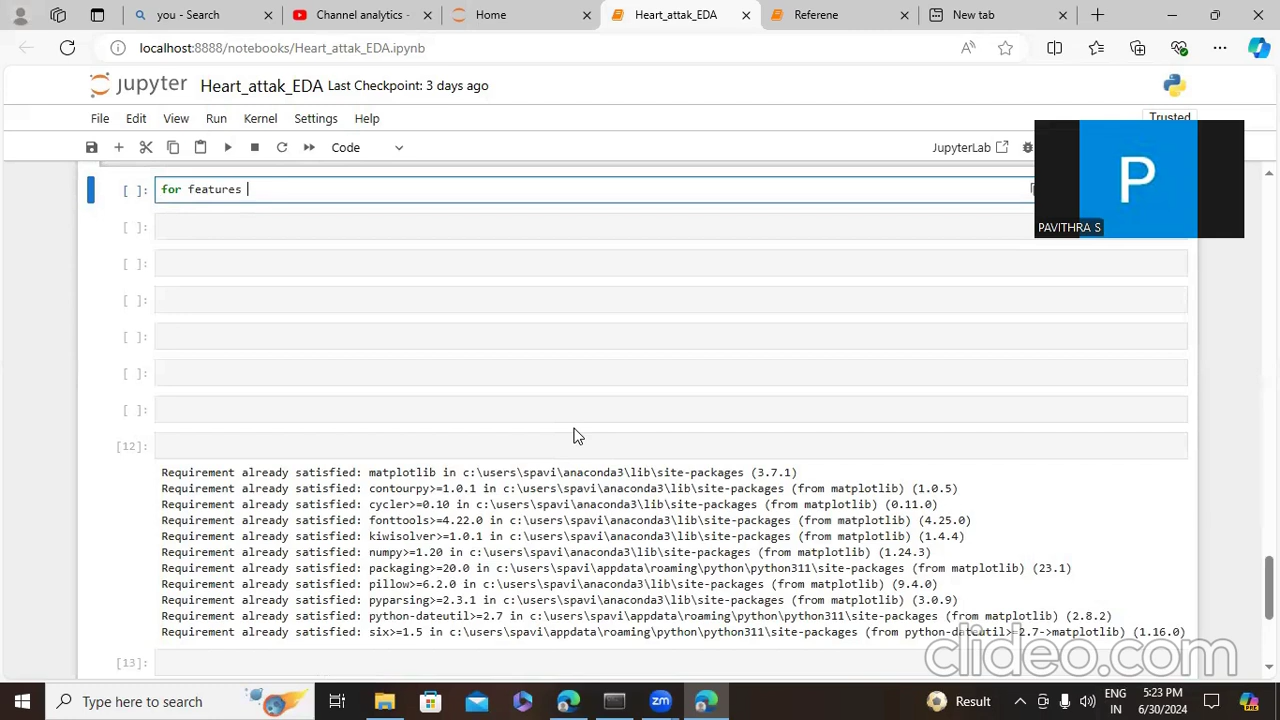 you - Search
Channel analytics -
Home
Heart_attak_EDA
Referene
New tab
localhost:8888/notebooks/Heart_attak_EDA.ipynb
jupyter Heart_attak_EDA Last Checkpoint: 3 days ago
File Edit View Run Kernel Settings Help
Trusted
Code
JupyterLab
P
PAVITHRA S
[ ]: for features
[ ]:
[ ]:
[ ]:
[ ]:
[ ]:
[ ]:
[12]:
Requirement already satisfied: matplotlib in c:\users\spavi\anaconda3\lib\site-packages (3.7.1)
Requirement already satisfied: contourpy>=1.0.1 in c:\users\spavi\anaconda3\lib\site-packages (from matplotlib) (1.0.5)
Requirement already satisfied: cycler>=0.10 in c:\users\spavi\anaconda3\lib\site-packages (from matplotlib) (0.11.0)
Requirement already satisfied: fonttools>=4.22.0 in c:\users\spavi\anaconda3\lib\site-packages (from matplotlib) (4.25.0)
Requirement already satisfied: kiwisolver>=1.0.1 in c:\users\spavi\anaconda3\lib\site-packages (from matplotlib) (1.4.4)
Requirement already satisfied: numpy>=1.20 in c:\users\spavi\anaconda3\lib\site-packages (from matplotlib) (1.24.3)
Requirement already satisfied: packaging>=20.0 in c:\users\spavi\appdata\roaming\python\python311\site-packages (from matplotlib) (23.1)
Requirement already satisfied: pillow>=6.2.0 in c:\users\spavi\anaconda3\lib\site-packages (from matplotlib) (9.4.0)
Requirement already satisfied: pyparsing>=2.3.1 in c:\users\spavi\anaconda3\lib\site-packages (from matplotlib) (3.0.9)
Requirement already satisfied: python-dateutil>=2.7 in c:\users\spavi\appdata\roaming\python\python311\site-packages (from matplotlib) (2.8.2)
Requirement already satisfied: six>=1.5 in c:\users\spavi\appdata\roaming\python\python311\site-packages (from python-dateutil>=2.7->matplotlib) (1.16.0)
clideo.com
[13]:
Type here to search
Result
ENG
IN
5:23 PM
6/30/2024